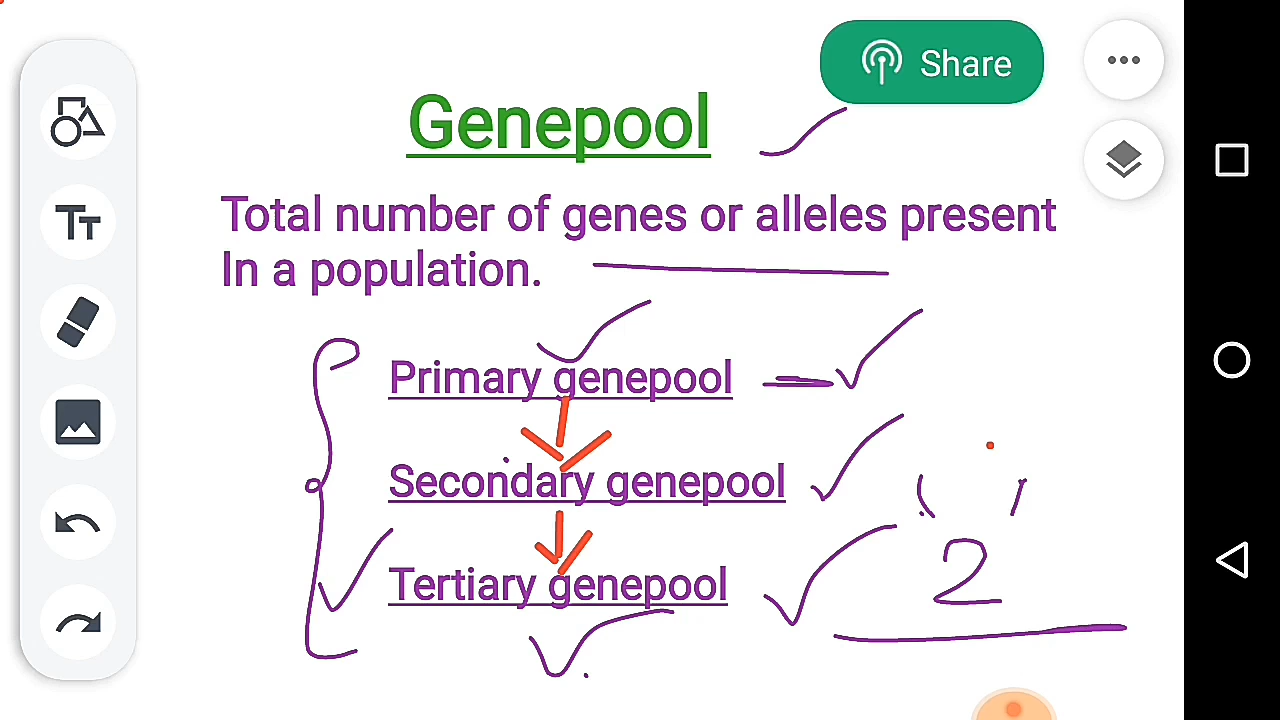 Share
Genepool
Total number of genes or alleles present
In a population.
Primary genepool
Secondary genepool
Tertiary genepool
2